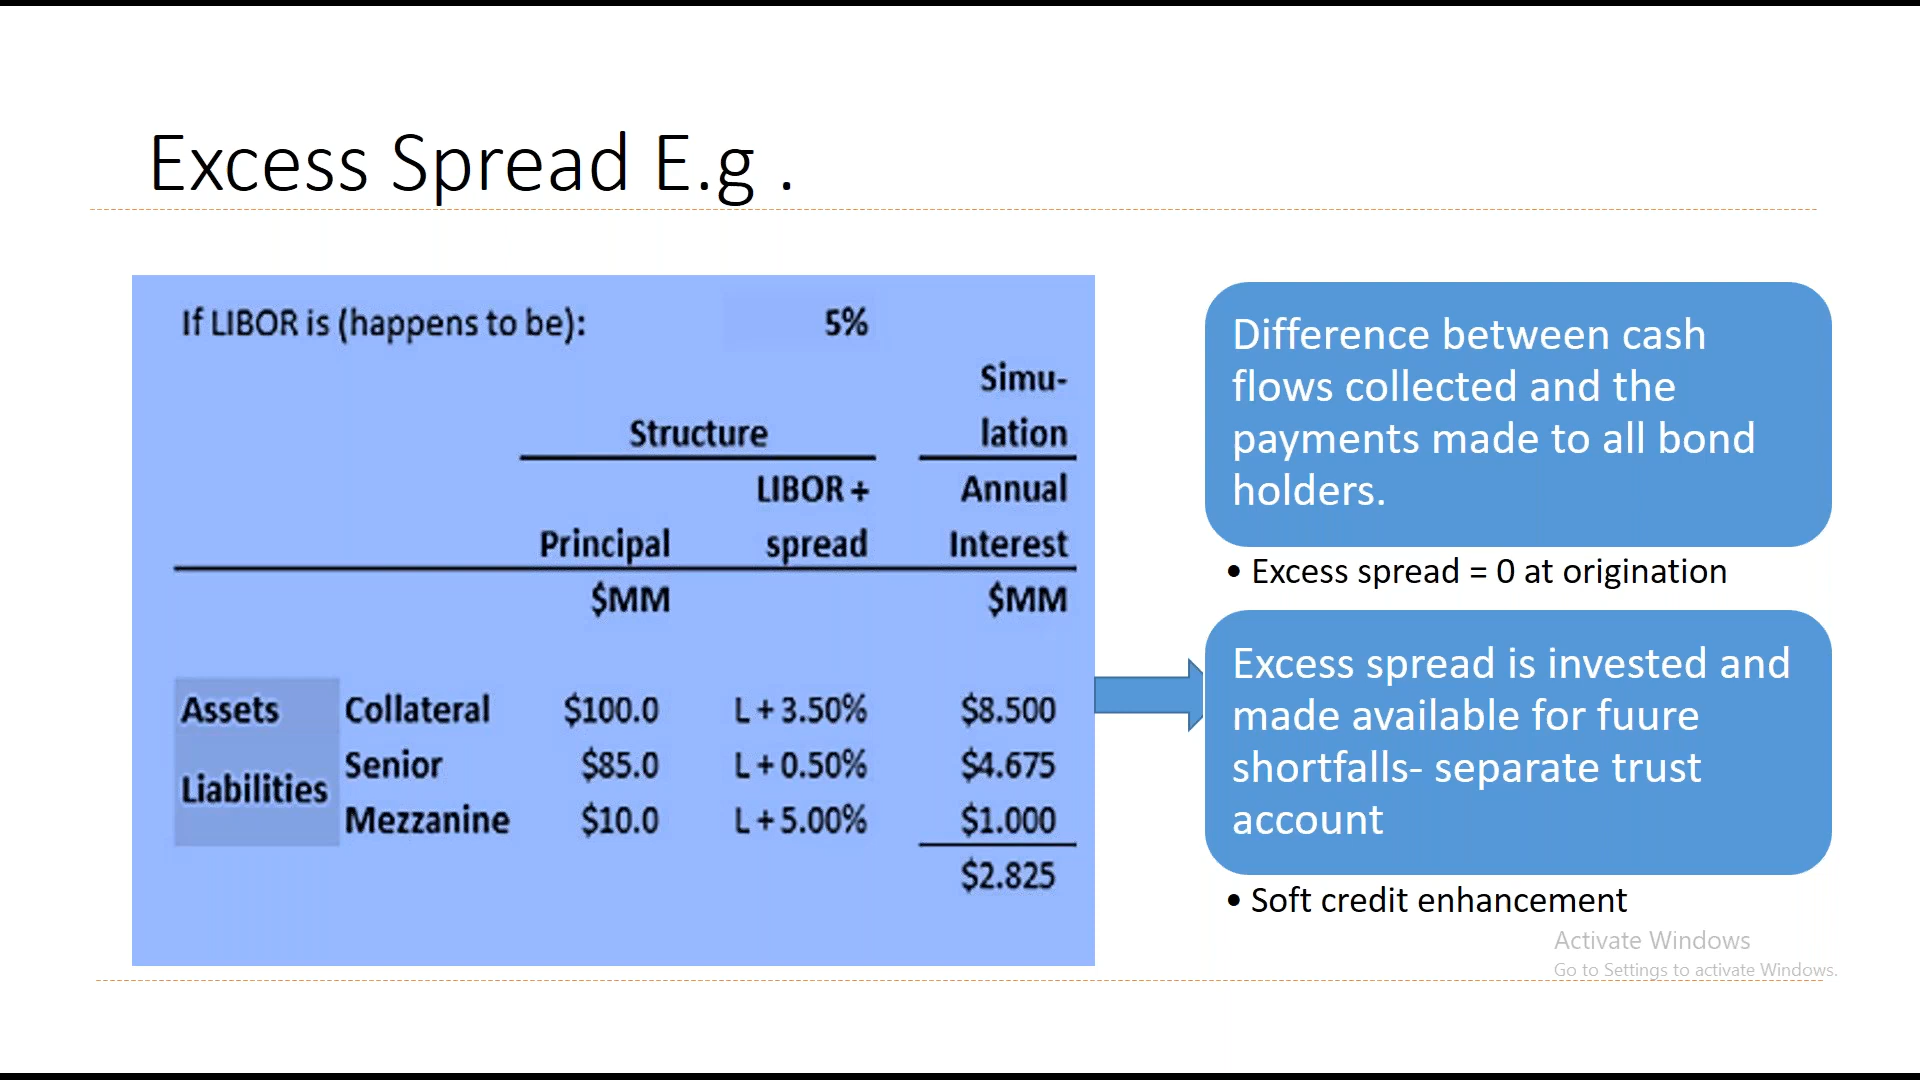 Excess Spread E.g .
If LIBOR is (happens to be): 5%
Simu-
Structure lation
LIBOR + Annual
Principal spread Interest
$MM $MM
Assets Collateral $100.0 L + 3.50% $8.500
Senior $85.0 L + 0.50% $4.675
Liabilities
Mezzanine $10.0 L + 5.00% $1.000
$2.825
Difference between cash
flows collected and the
payments made to all bond
holders.
• Excess spread = 0 at origination
Excess spread is invested and
made available for fuure
shortfalls- separate trust
account
• Soft credit enhancement
Activate Windows
Go to Settings to activate Windows.